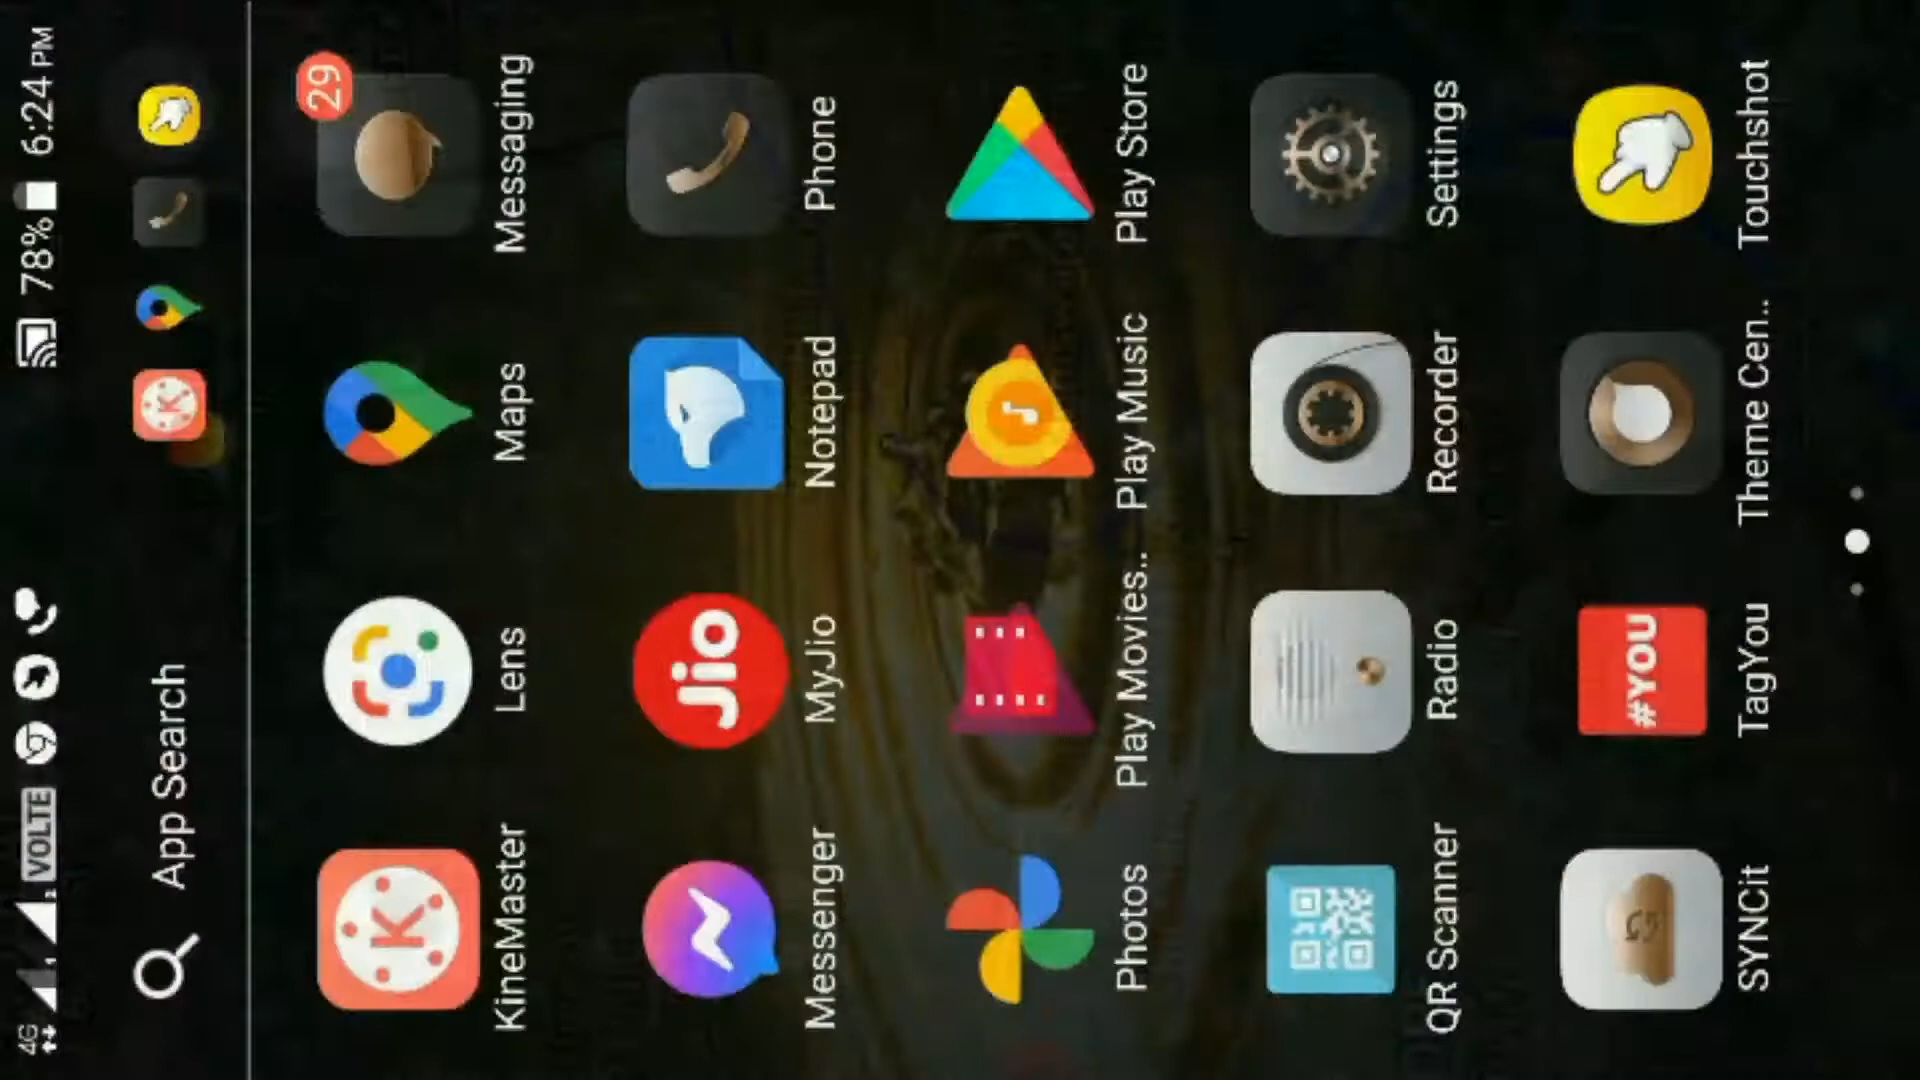 4G VOLTE 78% 6:24 PM
App Search
29
KineMaster Lens Maps Messaging
Jio
Messenger MyJio Notepad Phone
Photos Play Movies.. Play Music Play Store
QR Scanner Radio Recorder Settings
#YOU
SYNCit TagYou Theme Cen.. Touchshot